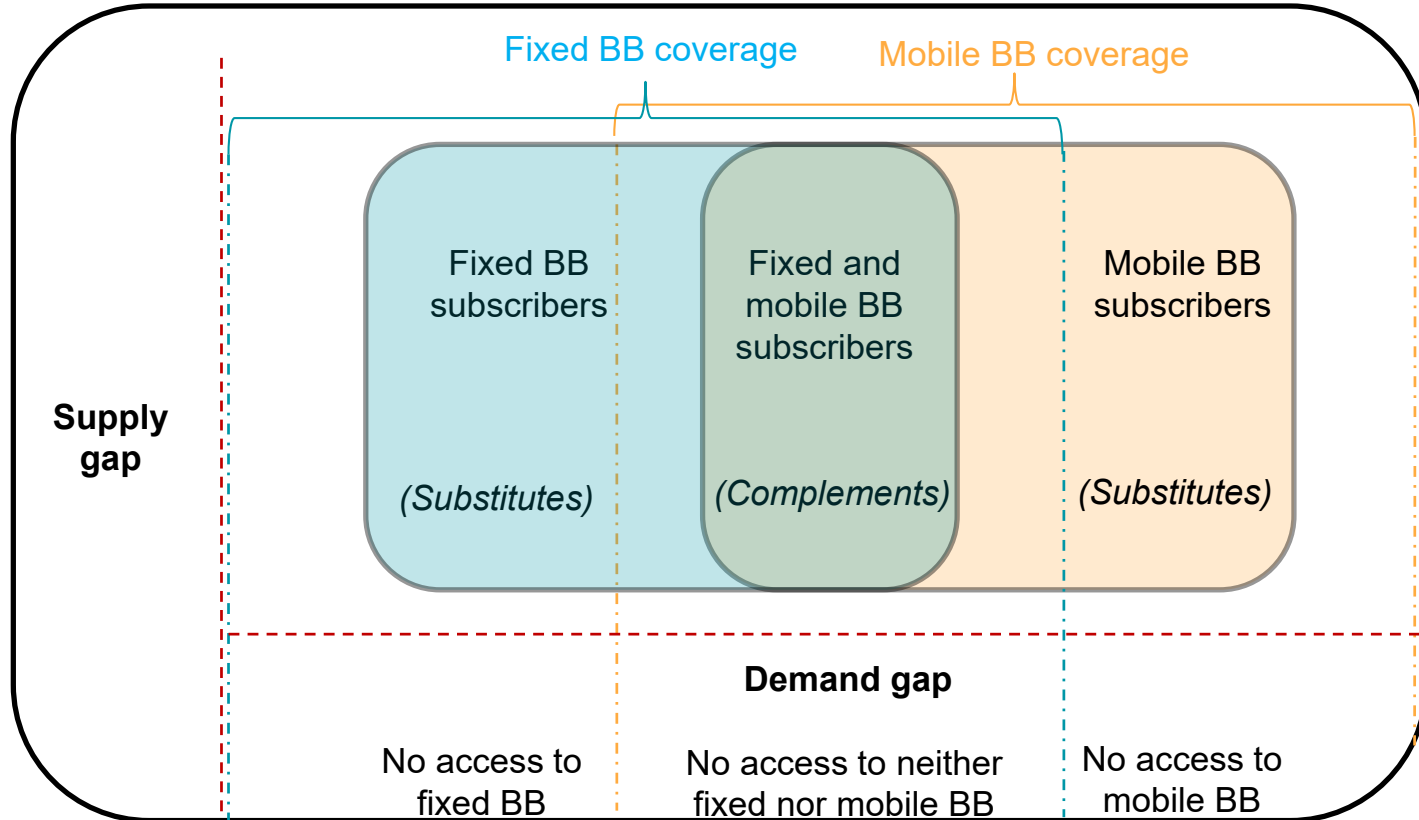 Fixed BB coverage
Mobile BB coverage
Fixed BB
subscribers
Fixed and
mobile BB
subscribers
Mobile BB
subscribers
Supply
gap
(Substitutes)
(Complements)
(Substitutes)
Demand gap
No access to
fixed BB
No access to neither
fixed nor mobile BB
No access to
mobile BB